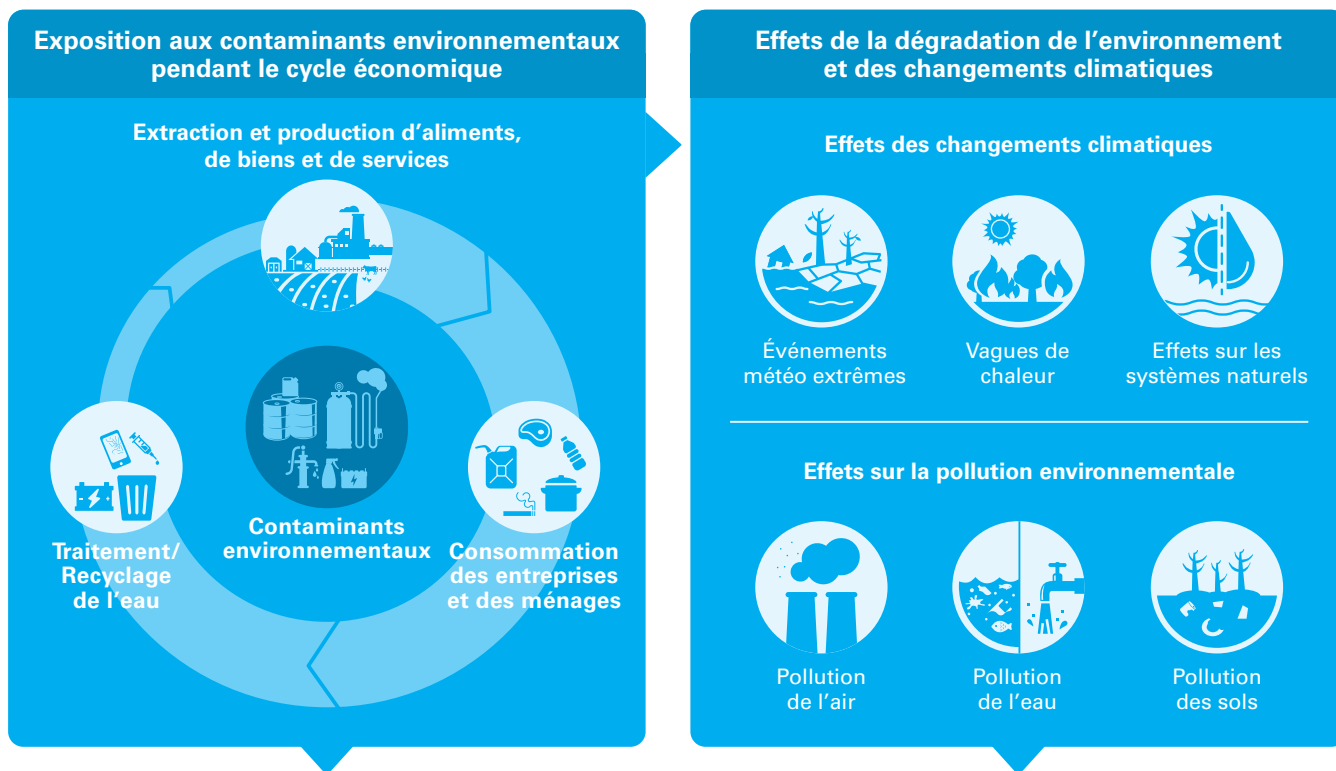 Exposition aux contaminants environnementaux
pendant le cycle économique
Extraction et production d’aliments,
de biens et de services
Contaminants
environnementaux
Consommation
des entreprises
et des ménages
Traitement/
Recyclage
de l’eau
Effets de la dégradation de l’environnement
et des changements climatiques
Effets des changements climatiques
Événements
météo extrêmes
Vagues de
chaleur
Effets sur les
systèmes naturels
Effets sur la pollution environnementale
Pollution
de l’air
Pollution
de l’eau
Pollution
des sols